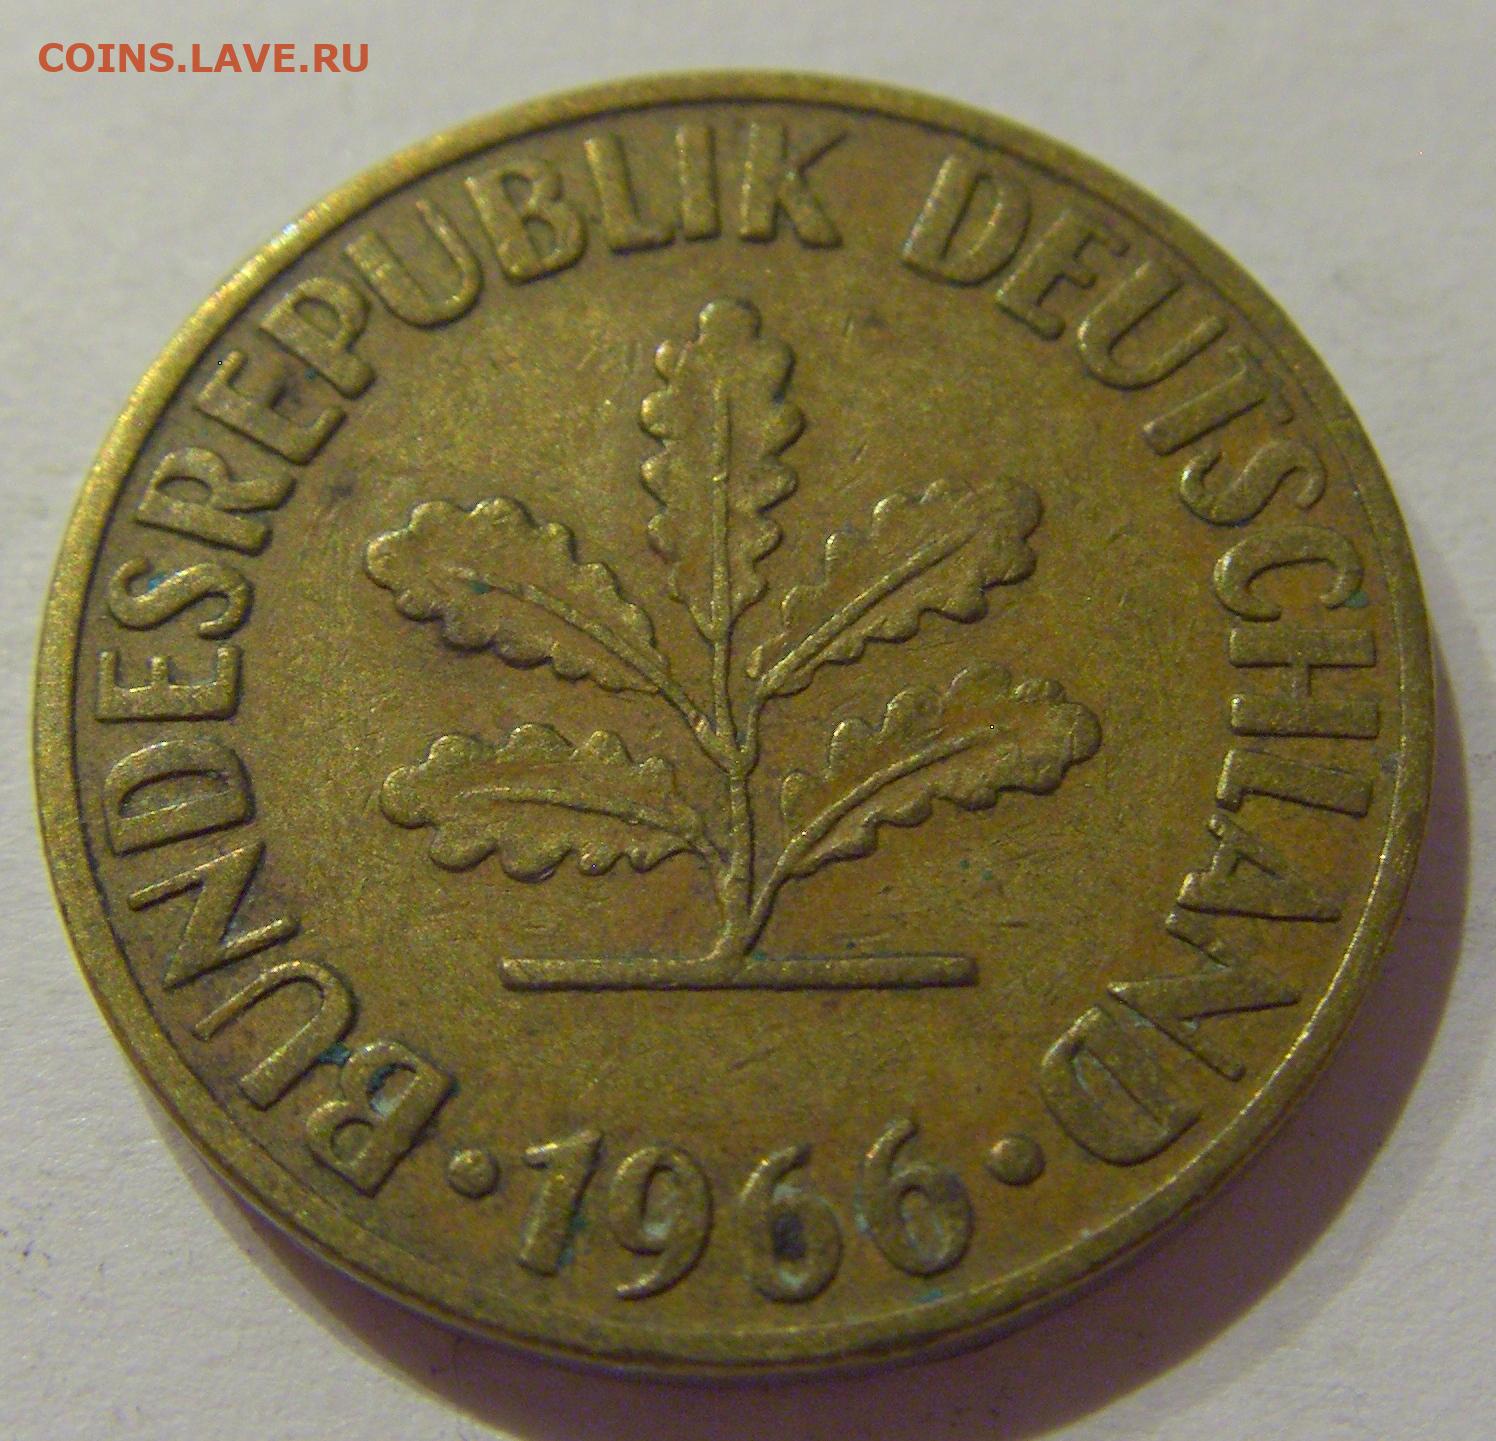 COINS.LAVE.RU
BUNDESREPUBLIK DEUTSCHLAND
· 1966 ·